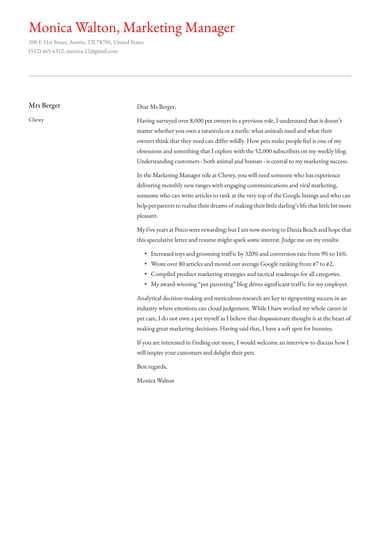 Monica Walton, Marketing Manager
200 E 31st Street, Austin, TX 78705, United States
(512) 465-6312, monica.12@gmail.com
Mrs Berger
Chewy
Dear Ms Berger,
Having surveyed over 8,000 pet owners in a previous role, I understand that it doesn't
matter whether you own a tarantula or a turtle: what animals need and what their
owners think that they need can differ wildly. How pets make people feel is one of my
obsessions and something that I explore with the 52,000 subscribers on my weekly blog.
Understanding customers - both animal and human - is central to my marketing success.
In the Marketing Manager role at Chewy, you will need someone who has experience
delivering monthly new ranges with engaging communications and viral marketing,
someone who can write articles to rank at the very top of the Google listings and who can
help pet parents to realize their dreams of making their little darling's life that little bit more
pleasant.
My five years at Petco were rewarding; but I am now moving to Dania Beach and hope that
this speculative letter and resume might spark some interest. Judge me on my results:
• Increased toys and grooming traffic by 320% and conversion rate from 9% to 16%.
• Wrote over 80 articles and moved our average Google ranking from #7 to #2.
• Compiled product marketing strategies and tactical roadmaps for all categories.
• My award-winning "pet parenting" blog drives significant traffic for my employer.
Analytical decision-making and meticulous research are key to signposting success in an
industry where emotions can cloud judgement. While I have worked my whole career in
pet care, I do not own a pet myself as I believe that dispassionate thought is at the heart of
making great marketing decisions. Having said that, I have a soft spot for bunnies.
If you are interested in finding out more, I would welcome an interview to discuss how I
will inspire your customers and delight their pets.
Best regards,
Monica Walton